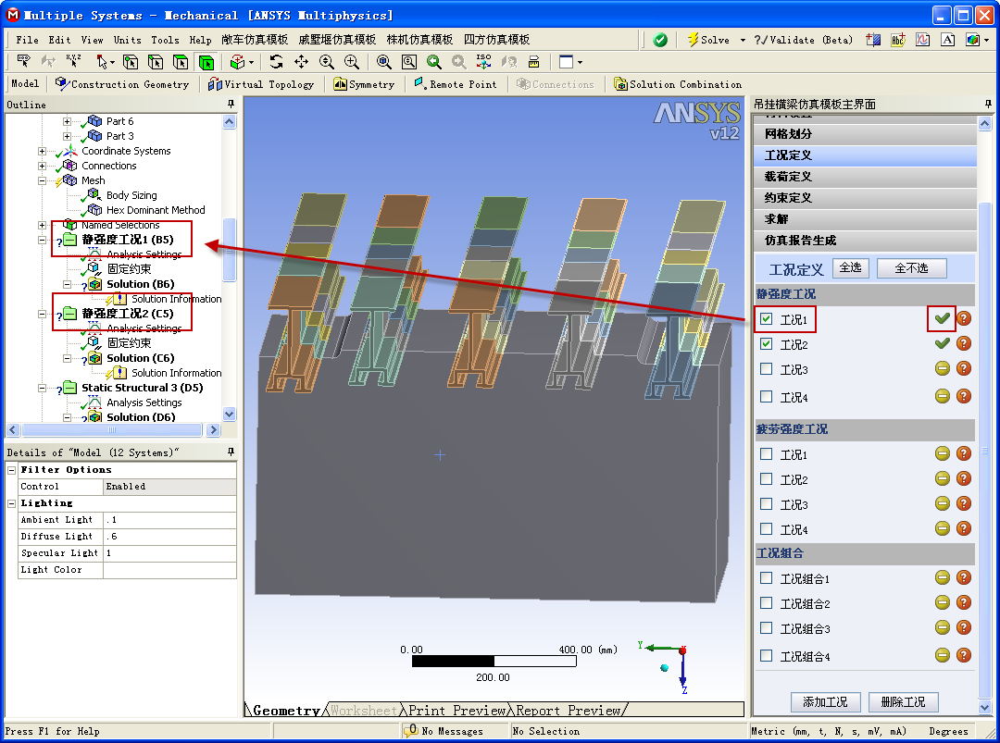 Multiple Systems - Mechanical [ANSYS Multiphysics]
File Edit View Units Tools Help 敞车仿真模板 戚墅堰仿真模板 株机仿真模板 四方仿真模板 Solve ?/Validate (Beta)
Model Construction Geometry Virtual Topology Symmetry Remote Point Connections Solution Combination
Outline
Part 6
Part 3
Coordinate Systems
Connections
Mesh
Body Sizing
Hex Dominant Method
Named Selections
静强度工况1 (B5)
Analysis Settings
固定约束
Solution (B6)
Solution Information
静强度工况2 (C5)
Analysis Settings
固定约束
Solution (C6)
Solution Information
Static Structural 3 (D5)
Analysis Settings
Solution (D6)
Details of "Model (12 Systems)"
Filter Options
Control Enabled
Lighting
Ambient Light .1
Diffuse Light .6
Specular Light 1
Light Color
ANSYS
v12
0.00 400.00 (mm)
200.00
Y X
Z
Geometry Worksheet Print Preview Report Preview
吊挂横梁仿真模板主界面
网格划分
工况定义
载荷定义
约束定义
求解
仿真报告生成
工况定义 全选 全不选
静强度工况
工况1
工况2
工况3
工况4
疲劳强度工况
工况1
工况2
工况3
工况4
工况组合
工况组合1
工况组合2
工况组合3
工况组合4
添加工况 删除工况
Press F1 for Help 0 No Messages No Selection Metric (mm, t, N, s, mV, mA) Degrees